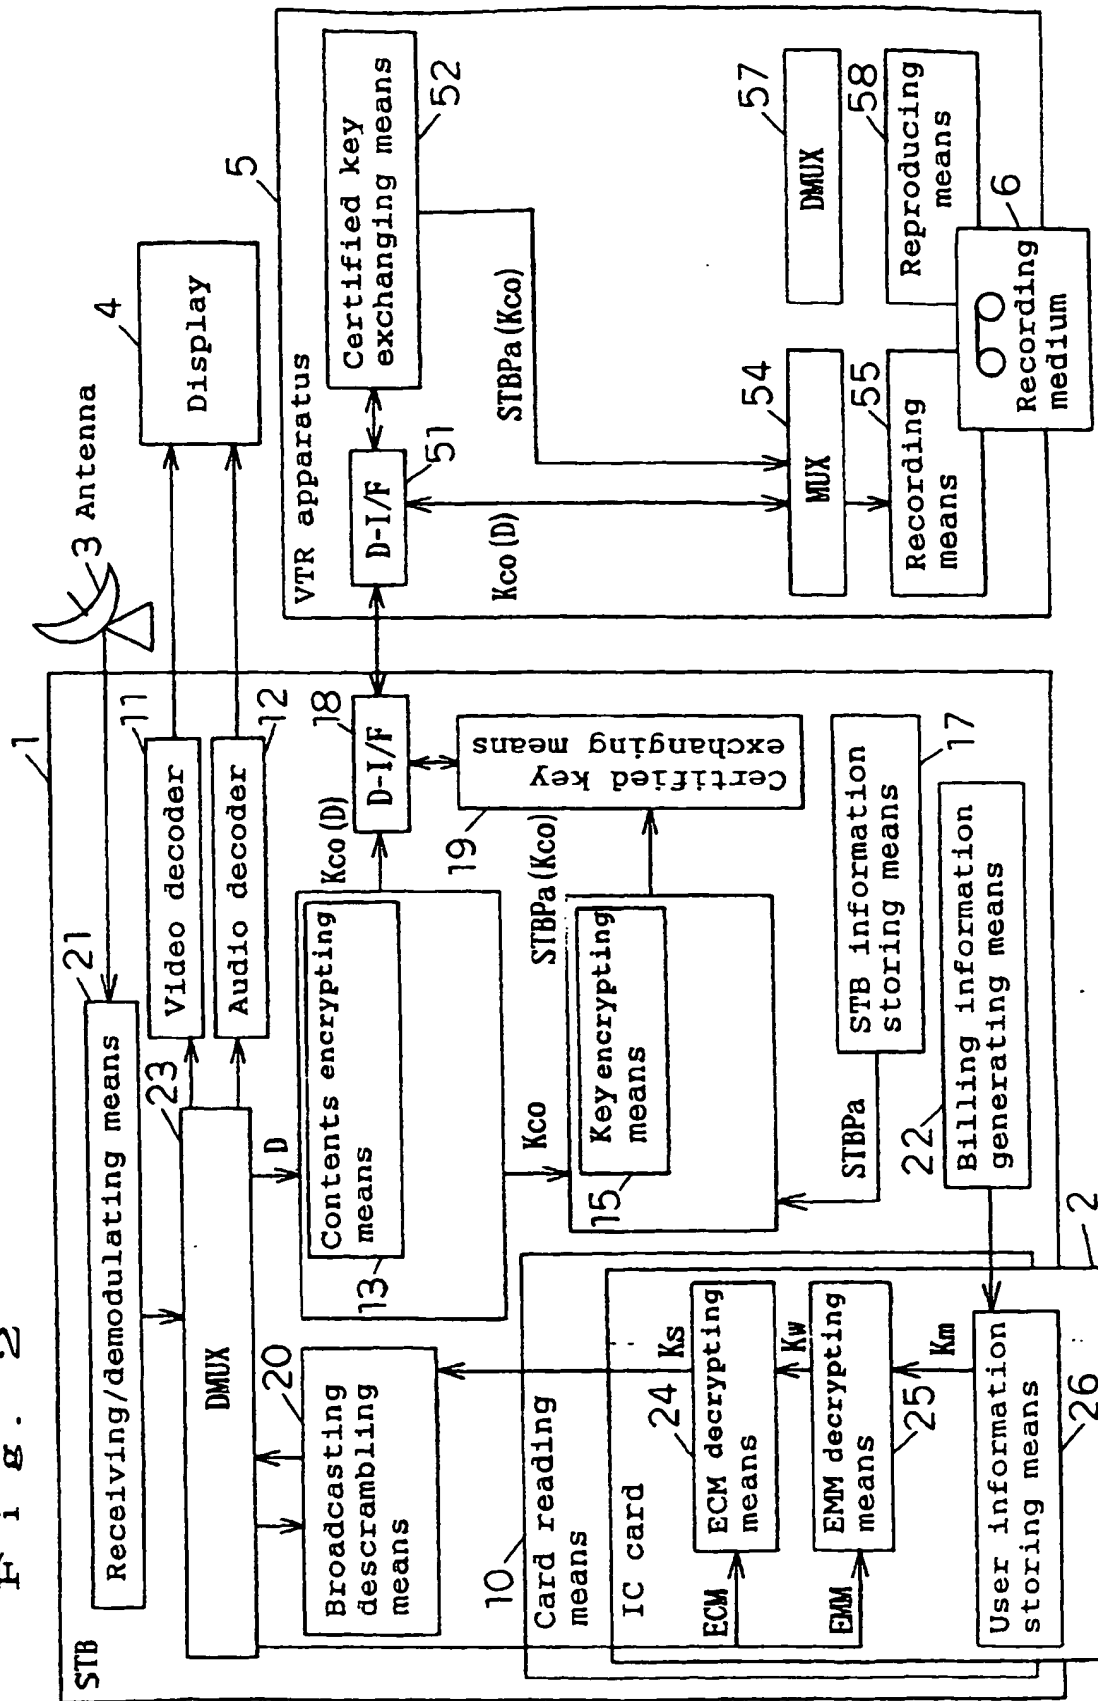 Fig. 2
STB
1
Receiving/demodulating means
21
3 Antenna
DMUX
23
Video decoder
11
Audio decoder
12
Display
4
Broadcasting
descrambling
means
20
D
Contents encrypting
means
13
Kco(D)
D-I/F
18
Certified key
exchanging means
19
Kco
Key encrypting
means
15
STBPa(Kco)
STBPa
STB information
storing means
17
Billing information
generating means
22
10
Card reading
means
IC card
2
ECM
EMM
ECM decrypting
means
24
Ks
Kw
EMM decrypting
means
25
Km
User information
storing means
26
VTR apparatus
5
D-I/F
51
Certified key
exchanging means
52
STBPa(Kco)
Kco(D)
MUX
54
DMUX
57
Recording
means
55
Reproducing
means
58
Recording
medium
6